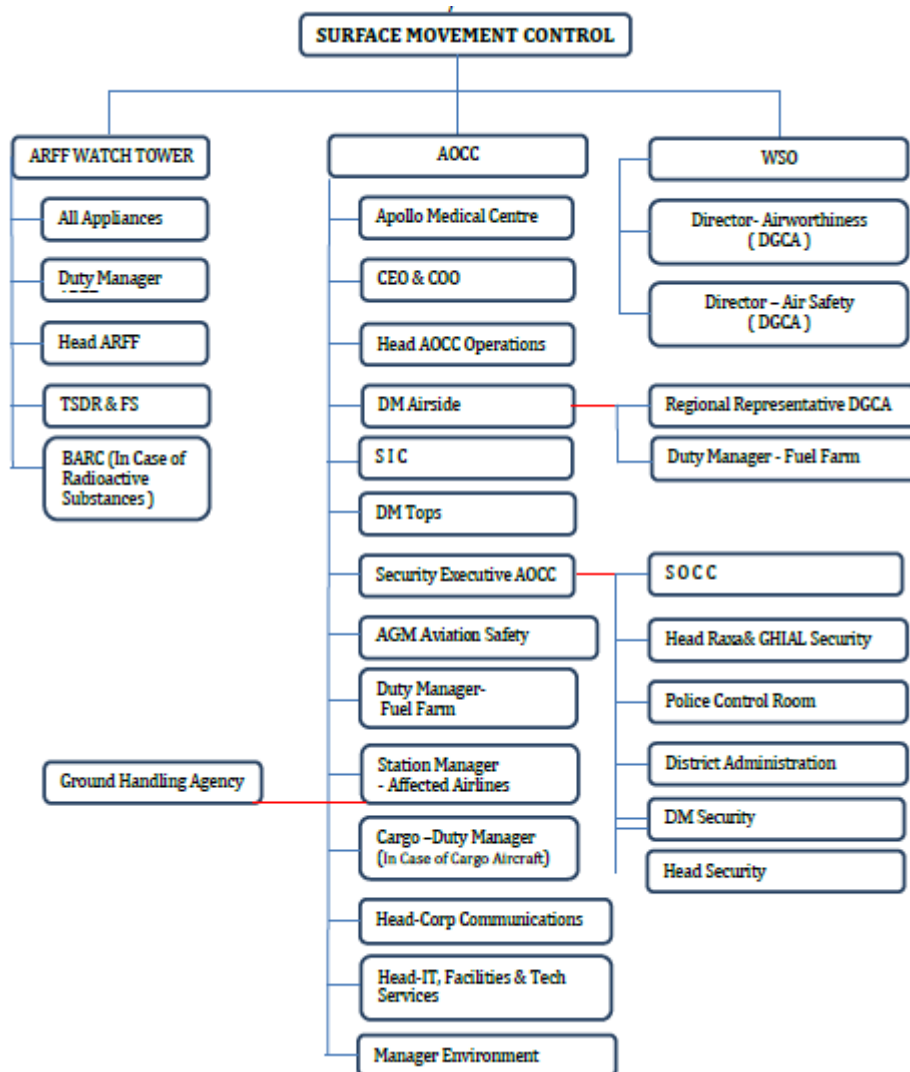 SURFACE MOVEMENT CONTROL
ARFF WATCH TOWER
All Appliances
Duty Manager
Head ARFF
TSDR & FS
BARC (In Case of
Radioactive
Substances )
Ground Handling Agency
AOCC
Apollo Medical Centre
CEO & COO
Head AOCC Operations
DM Airside
S I C
DM Tops
Security Executive AOCC
AGM Aviation Safety
Duty Manager-
Fuel Farm
Station Manager
- Affected Airlines
Cargo –Duty Manager
(In Case of Cargo Aircraft)
Head-Corp Communications
Head-IT, Facilities & Tech
Services
Manager Environment
WSO
Director- Airworthiness
( DGCA )
Director – Air Safety
( DGCA )
Regional Representative DGCA
Duty Manager - Fuel Farm
S O C C
Head Raxa& GHIAL Security
Police Control Room
District Administration
DM Security
Head Security